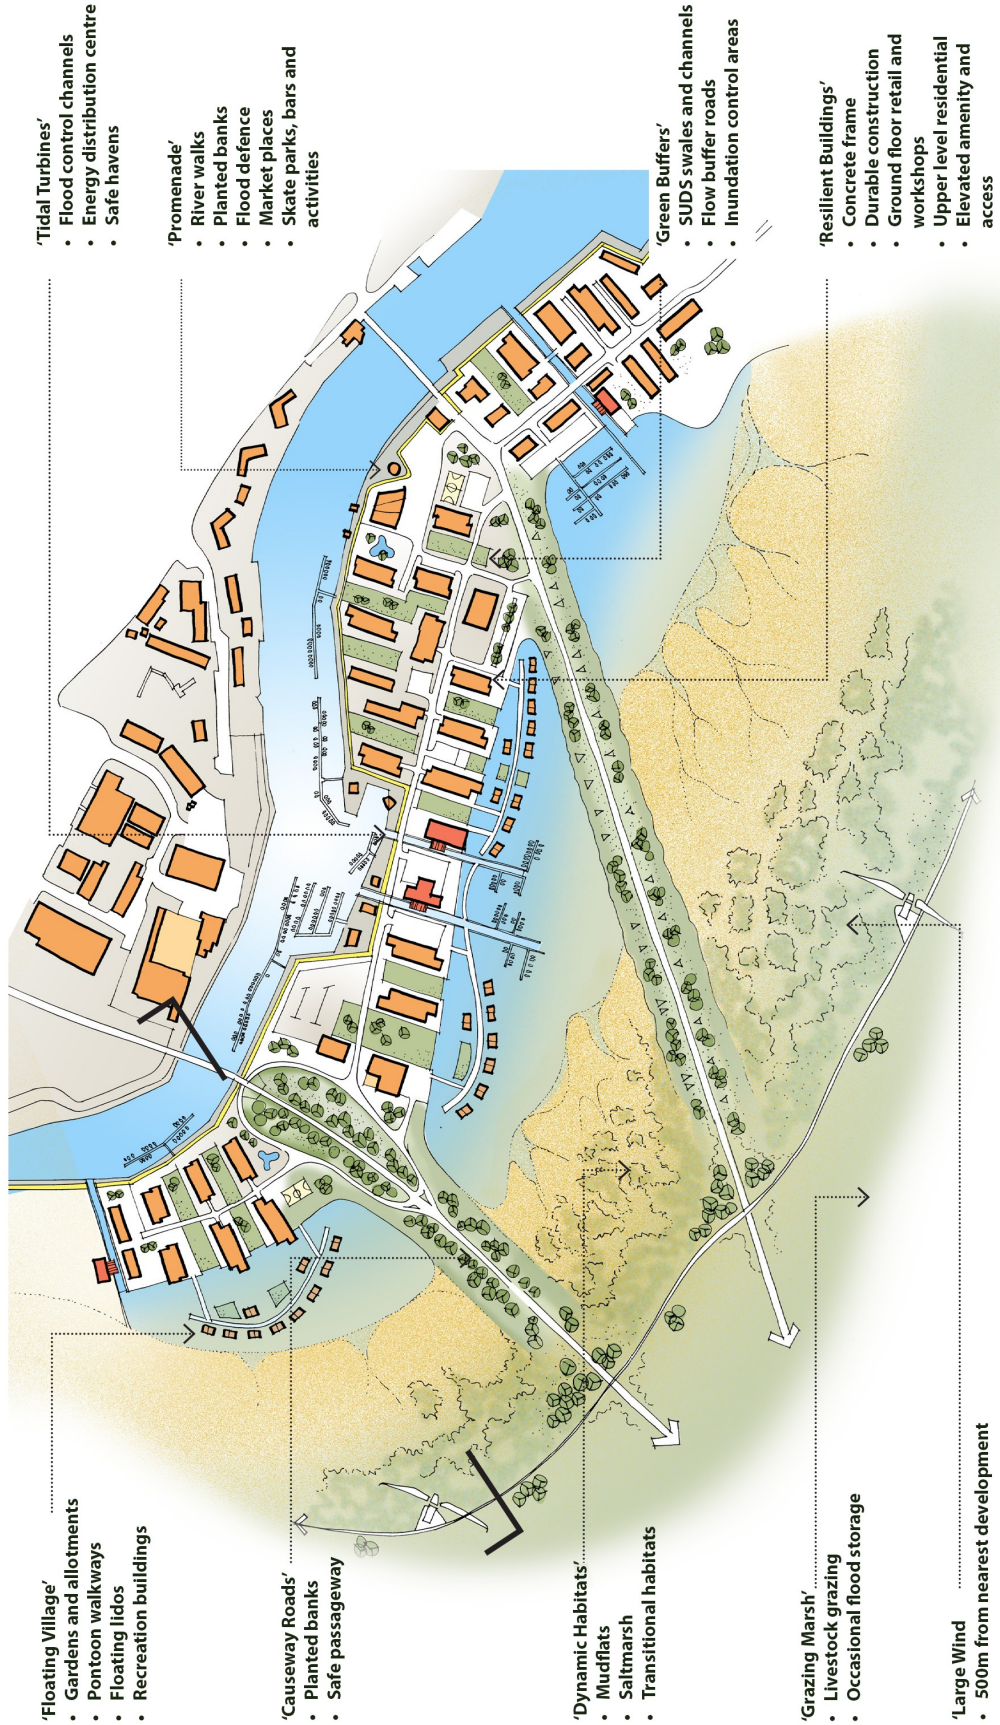 'Tidal Turbines'
• Flood control channels
• Energy distribution centre
• Safe havens
'Promenade'
• River walks
• Planted banks
• Flood defence
• Market places
• Skate parks, bars and
activities
'Green Buffers'
• SUDS swales and channels
• Flow buffer roads
• Inundation control areas
'Resilient Buildings'
• Concrete frame
• Durable construction
• Ground floor retail and
workshops
• Upper level residential
• Elevated amenity and
access
'Floating Village'
• Gardens and allotments
• Pontoon walkways
• Floating lidos
• Recreation buildings
'Causeway Roads'
• Planted banks
• Safe passageway
'Dynamic Habitats'
• Mudflats
• Saltmarsh
• Transitional habitats
'Grazing Marsh'
• Livestock grazing
• Occasional flood storage
'Large Wind
• 500m from nearest development